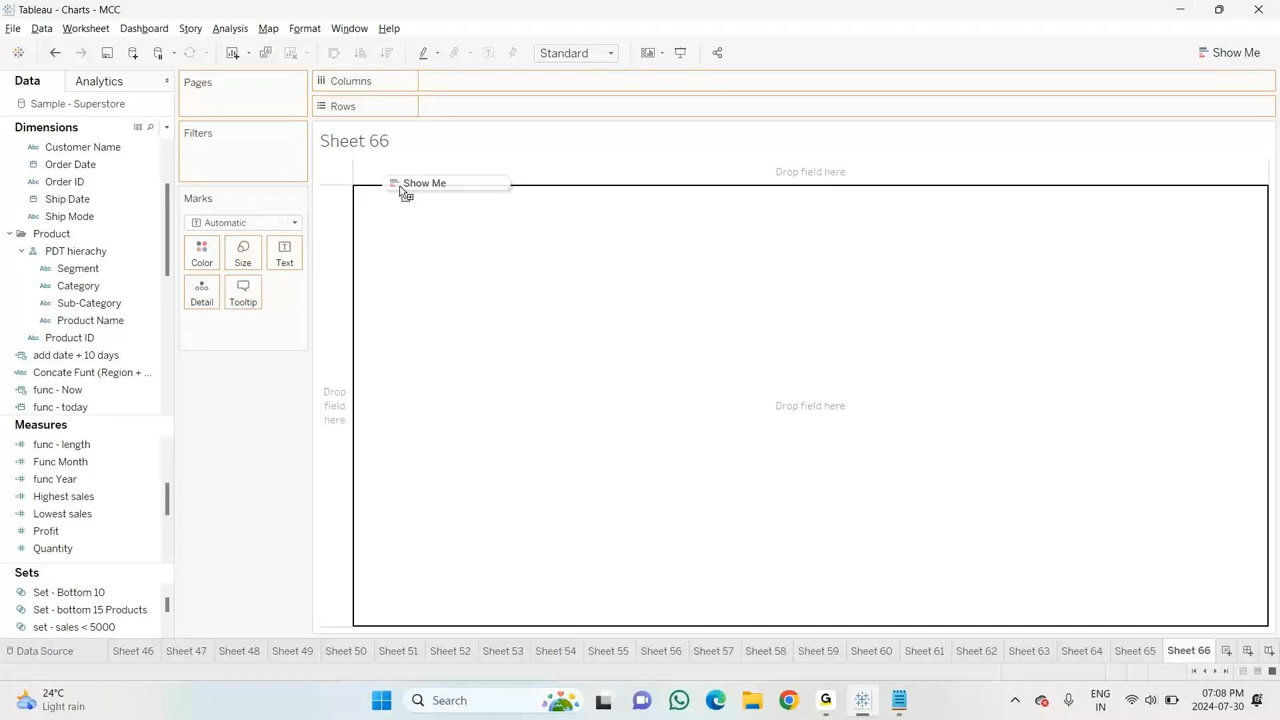 Tableau - Charts - MCC
File Data Worksheet Dashboard Story Analysis Map Format Window Help
Standard
Show Me
Data Analytics
Sample - Superstore
Dimensions
Customer Name
Order Date
Order ID
Ship Date
Ship Mode
Product
PDT hierachy
Abc Segment
Abc Category
Abc Sub-Category
Abc Product Name
Abc Product ID
add date + 10 days
Concate Funt (Region + ...
func - Now
func - today
Measures
func - length
Func Month
func Year
Highest sales
Lowest sales
Profit
Quantity
Sets
Set - Bottom 10
Set - bottom 15 Products
set - sales < 5000
Pages
Filters
Marks
Automatic
Color Size Text
Detail Tooltip
Columns
Rows
Sheet 66
Drop field here
Show Me
Drop
field
here
Drop field here
Data Source Sheet 46 Sheet 47 Sheet 48 Sheet 49 Sheet 50 Sheet 51 Sheet 52 Sheet 53 Sheet 54 Sheet 55 Sheet 56 Sheet 57 Sheet 58 Sheet 59 Sheet 60 Sheet 61 Sheet 62 Sheet 63 Sheet 64 Sheet 65 Sheet 66
24°C
Light rain
Search
ENG
IN
07:08 PM
2024-07-30